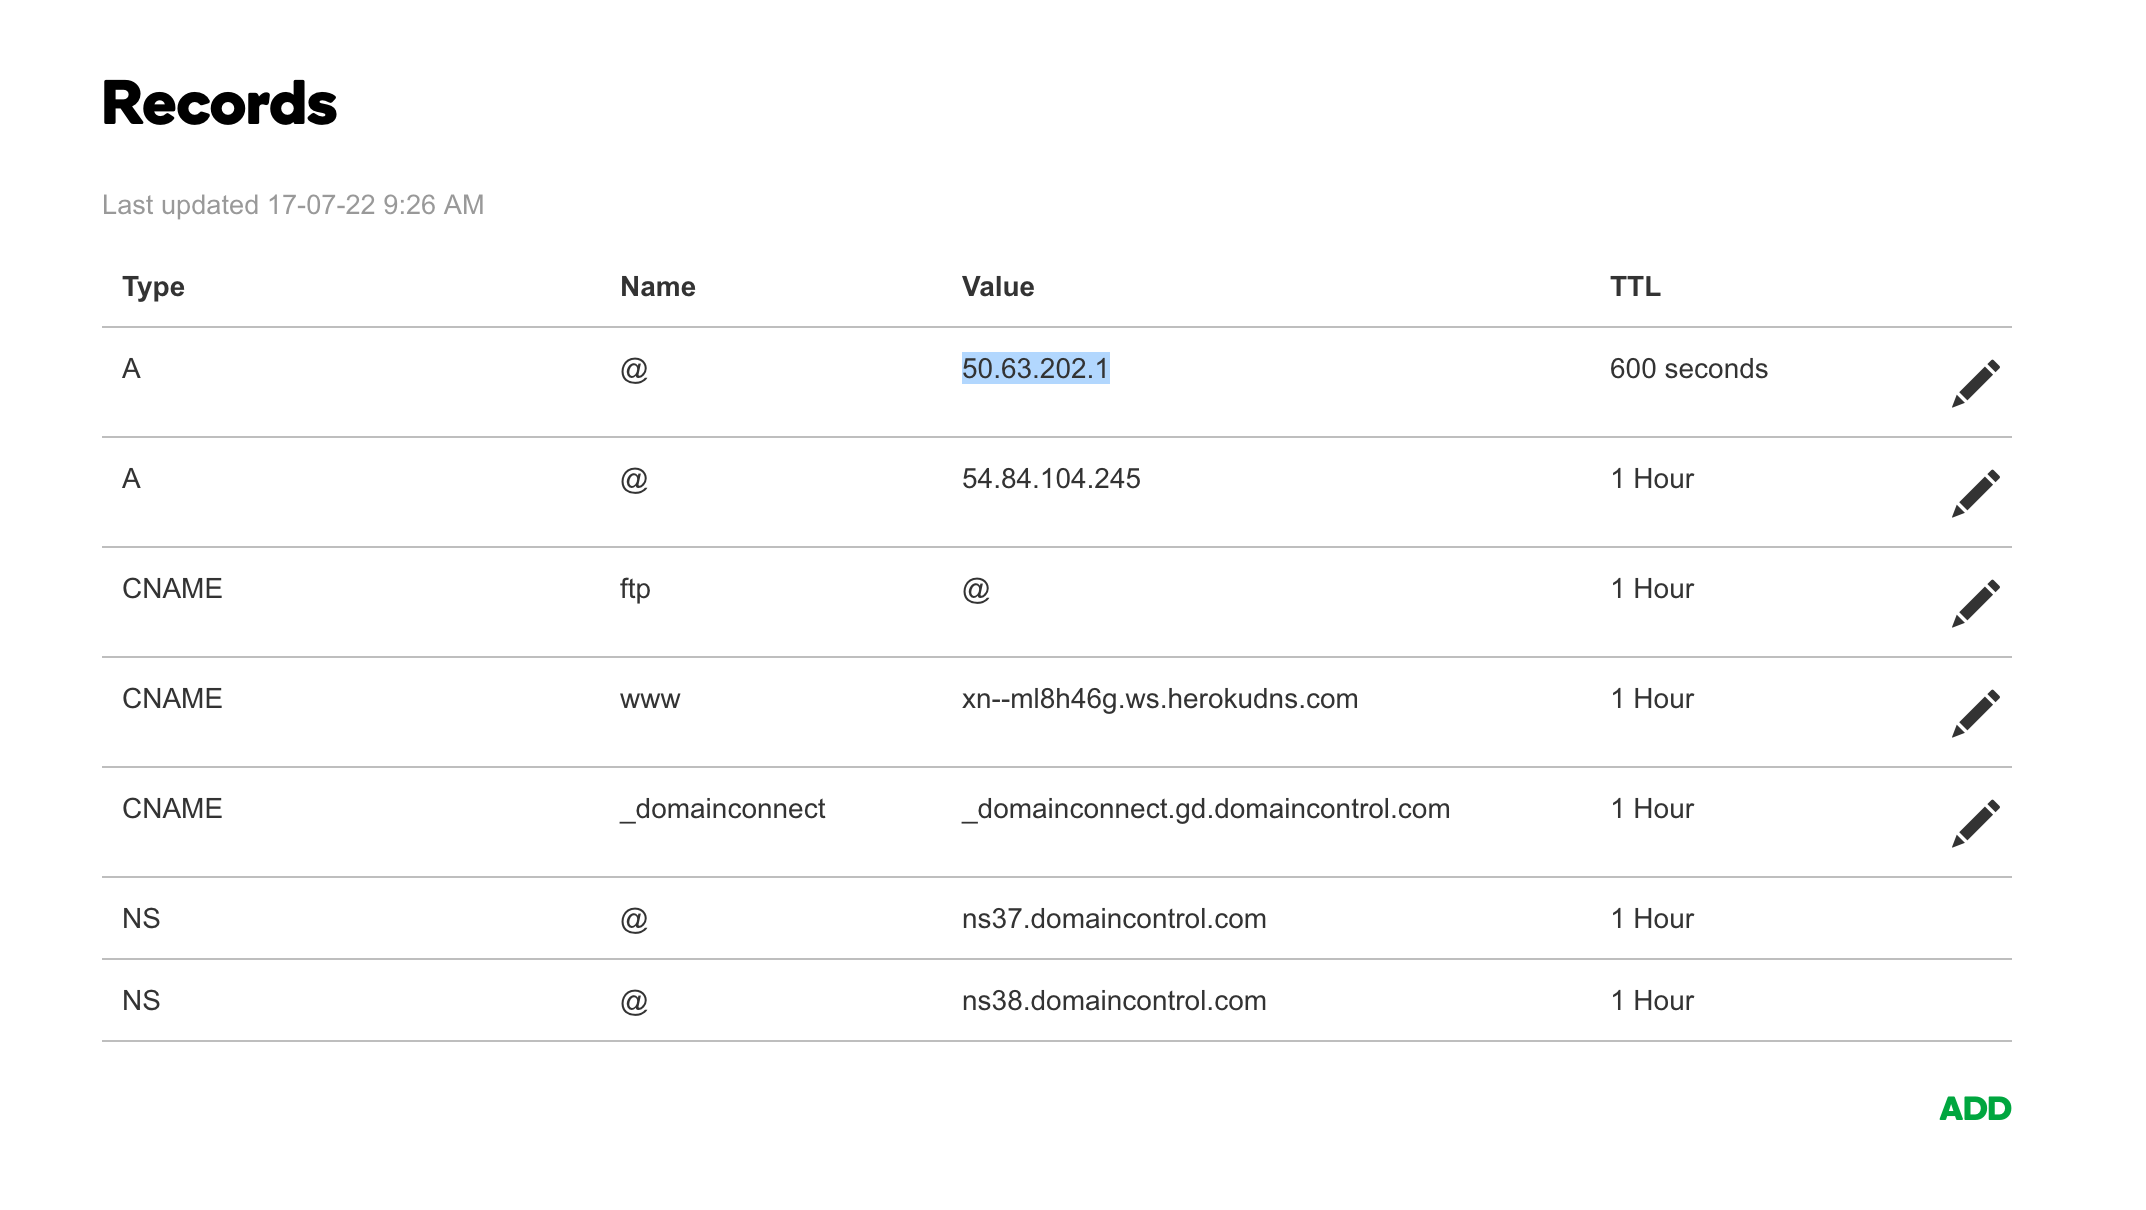 Records
Last updated 17-07-22 9:26 AM
Type Name Value TTL
A @ 50.63.202.1 600 seconds
A @ 54.84.104.245 1 Hour
CNAME ftp @ 1 Hour
CNAME www xn--ml8h46g.ws.herokudns.com 1 Hour
CNAME _domainconnect _domainconnect.gd.domaincontrol.com 1 Hour
NS @ ns37.domaincontrol.com 1 Hour
NS @ ns38.domaincontrol.com 1 Hour
ADD